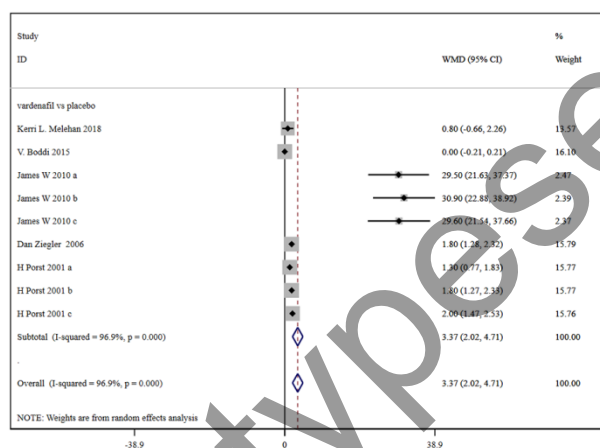 Study %
ID WMD (95% CI) Weight
vardenafil vs placebo
Kerri L. Melehan 2018 0.80 (-0.66, 2.26) 13.57
V. Boddi 2015 0.00 (-0.21, 0.21) 16.10
James W 2010 a 29.50 (21.63, 37.37) 2.47
James W 2010 b 30.90 (22.88, 38.92) 2.39
James W 2010 c 29.60 (21.54, 37.66) 2.37
Dan Ziegler 2006 1.80 (1.28, 2.32) 15.79
H Porst 2001 a 1.30 (0.77, 1.83) 15.77
H Porst 2001 b 1.80 (1.27, 2.33) 15.77
H Porst 2001 c 2.00 (1.47, 2.53) 15.76
Subtotal (I-squared = 96.9%, p = 0.000) 3.37 (2.02, 4.71) 100.00
.
Overall (I-squared = 96.9%, p = 0.000) 3.37 (2.02, 4.71) 100.00
NOTE: Weights are from random effects analysis
-38.9 0 38.9
typese